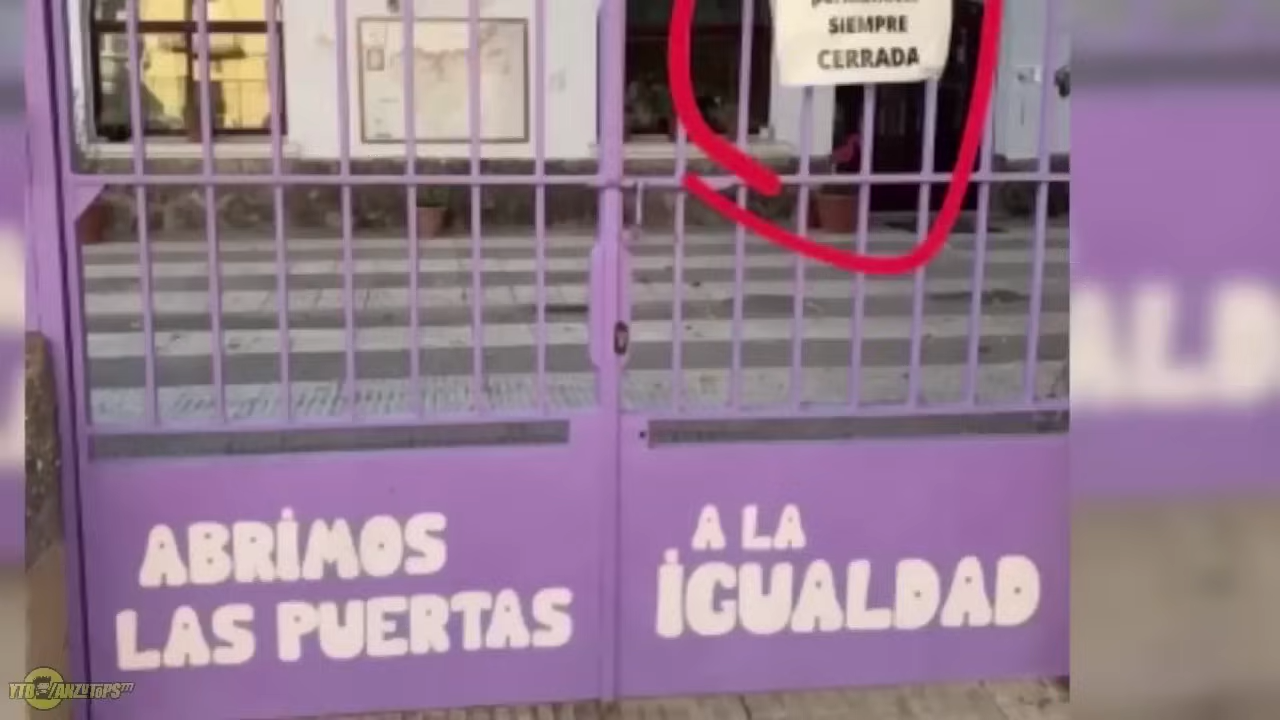 SIEMPRE
CERRADA
ABRIMOS
LAS PUERTAS
A LA
IGUALDAD